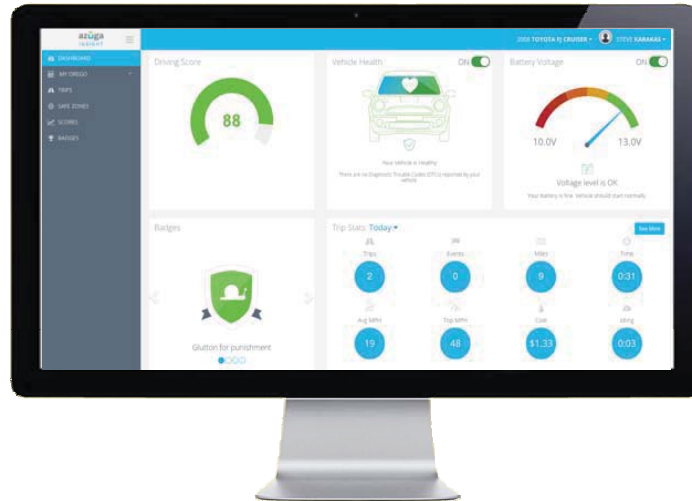 azuga
INSIGHT
2008 TOYOTA FJ CRUISER
STEVE KARAKAS
DASHBOARD
MY ORIGO
TRIPS
SAFE ZONES
SCORES
BADGES
Driving Score
88
Vehicle Health
ON
Your Vehicle is Healthy
There are no Diagnostic Trouble Codes (DTCs) reported by your
vehicle.
Battery Voltage
ON
10.0V
13.0V
Voltage level is OK
Your battery is fine. Vehicle should start normally.
Badges
Glutton for punishment
Trip Stats Today
See More
Trips
Events
Miles
Time
2
0
9
0:31
Avg MPH
Top MPH
Cost
Idling
19
48
$1.33
0:03